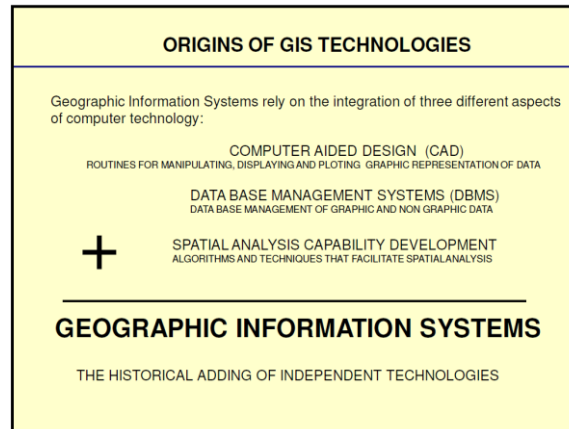 ORIGINS OF GIS TECHNOLOGIES
Geographic Information Systems rely on the integration of three different aspects
of computer technology:
COMPUTER AIDED DESIGN (CAD)
ROUTINES FOR MANIPULATING, DISPLAYING AND PLOTING GRAPHIC REPRESENTATION OF DATA
DATA BASE MANAGEMENT SYSTEMS (DBMS)
DATA BASE MANAGEMENT OF GRAPHIC AND NON GRAPHIC DATA
+
SPATIAL ANALYSIS CAPABILITY DEVELOPMENT
ALGORITHMS AND TECHNIQUES THAT FACILITATE SPATIALANALYSIS
GEOGRAPHIC INFORMATION SYSTEMS
THE HISTORICAL ADDING OF INDEPENDENT TECHNOLOGIES